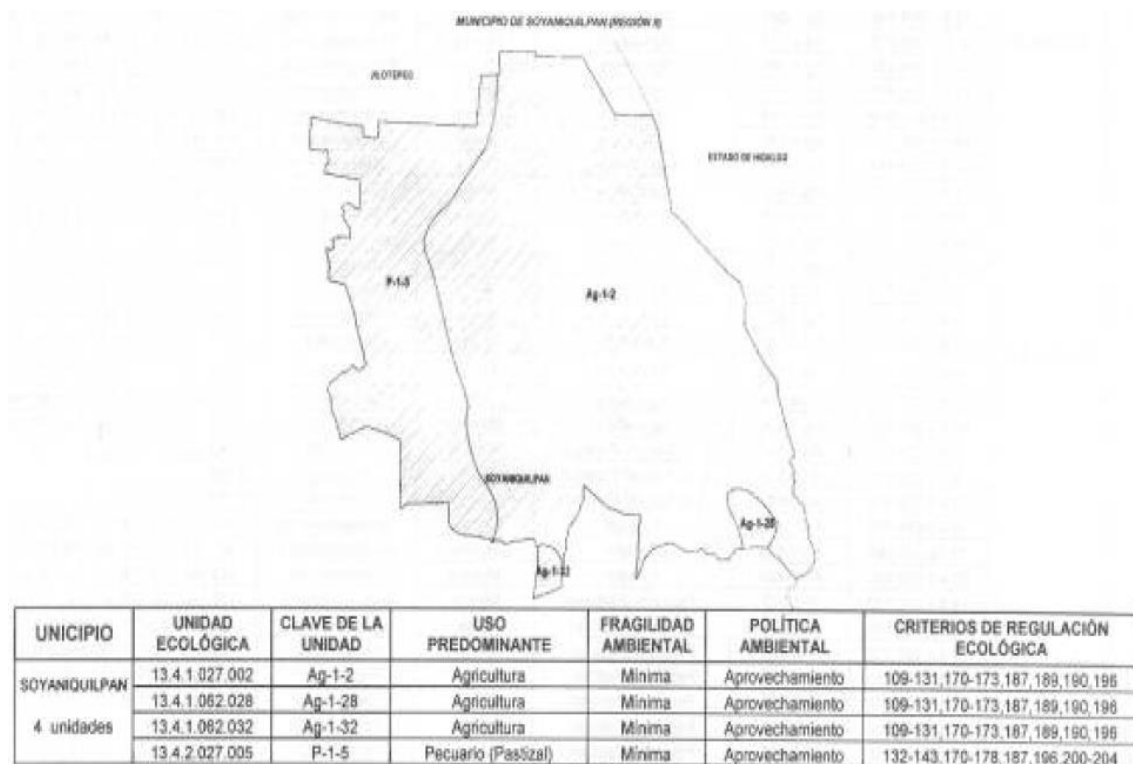 MUNICIPIO DE SOYANIQUILPAN (REGIÓN II)
JILOTEPEC
ESTADO DE HIDALGO
P-1-5
Ag-1-2
SOYANIQUILPAN
Ag-1-28
Ag-1-32
UNICIPIO UNIDAD ECOLÓGICA CLAVE DE LA UNIDAD USO PREDOMINANTE FRAGILIDAD AMBIENTAL POLÍTICA AMBIENTAL CRITERIOS DE REGULACIÓN ECOLÓGICA
SOYANIQUILPAN 13.4.1.027.002 Ag-1-2 Agricultura Mínima Aprovechamiento 109-131,170-173,187,189,190,196
4 unidades 13.4.1.062.028 Ag-1-28 Agricultura Mínima Aprovechamiento 109-131,170-173,187,189,190,196
13.4.1.062.032 Ag-1-32 Agricultura Mínima Aprovechamiento 109-131,170-173,187,189,190,196
13.4.2.027.005 P-1-5 Pecuario (Pastizal) Mínima Aprovechamiento 132-143,170-178,187,196,200-204